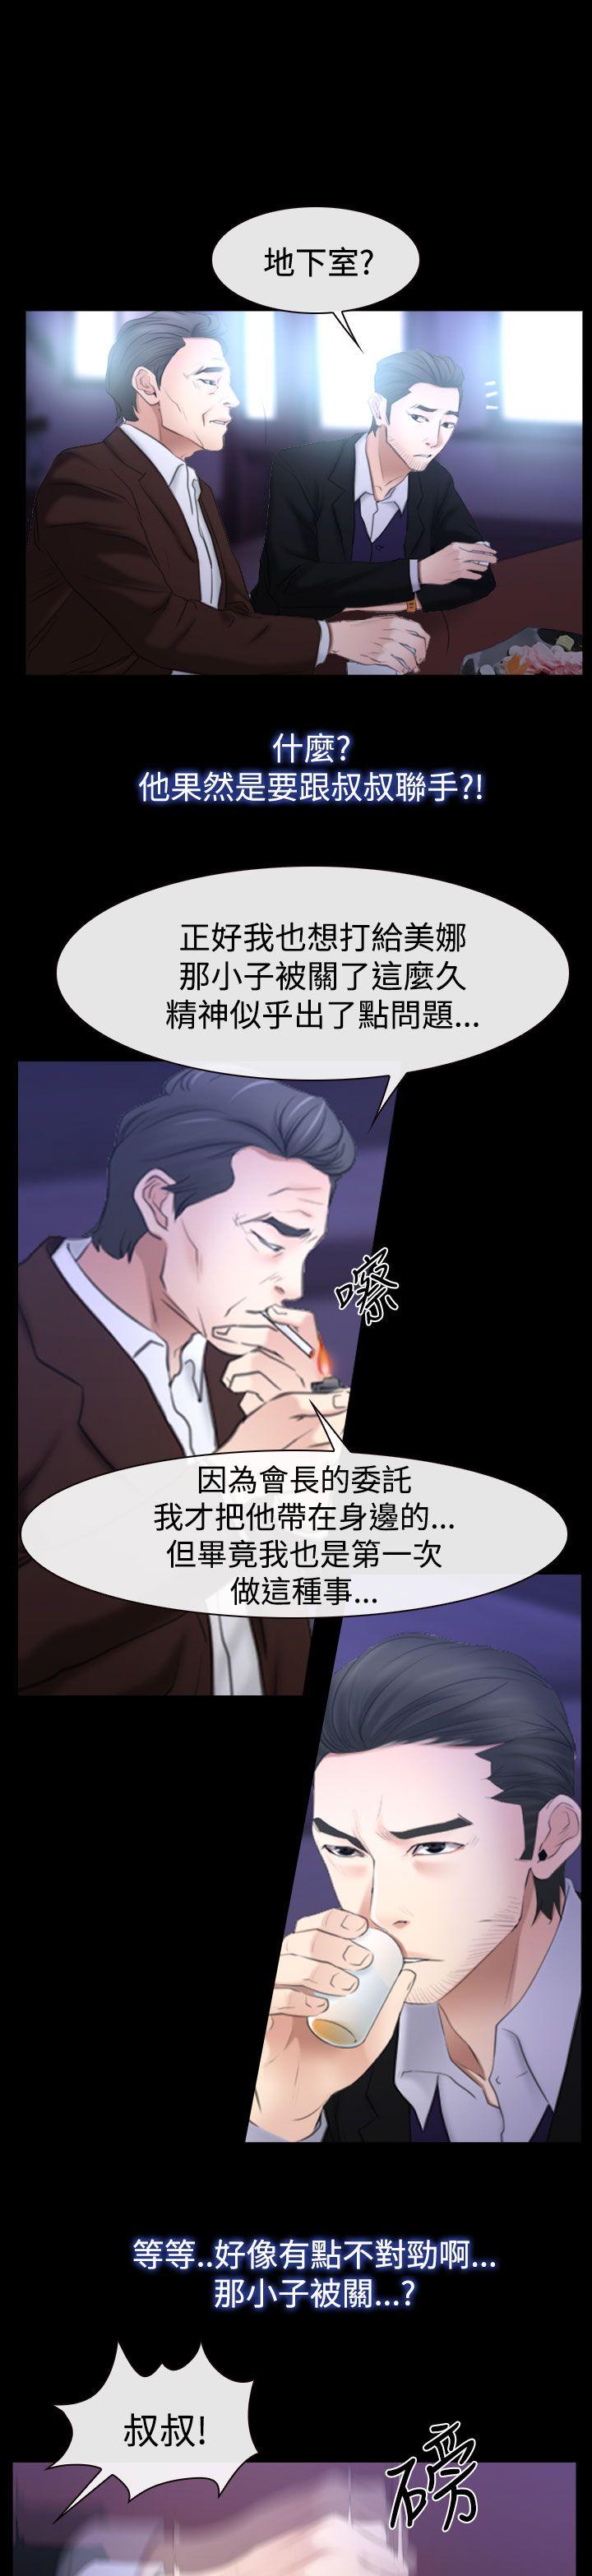 地下室?
什麼?
他果然是要跟叔叔聯手?!
正好我也想打給美娜
那小子被關了這麼久
精神似乎出了點問題...
嚓
因為會長的委託
我才把他帶在身邊的...
但畢竟我也是第一次
做這種事...
等等..好像有點不對勁啊...
那小子被關...?
叔叔!
磅